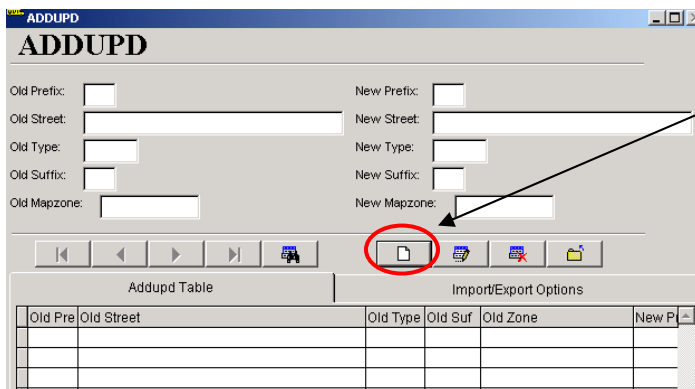 ADDUPD
ADDUPD
Old Prefix: New Prefix:
Old Street: New Street:
Old Type: New Type:
Old Suffix: New Suffix:
Old Mapzone: New Mapzone:
Addupd Table Import/Export Options
Old Pre Old Street Old Type Old Suf Old Zone New